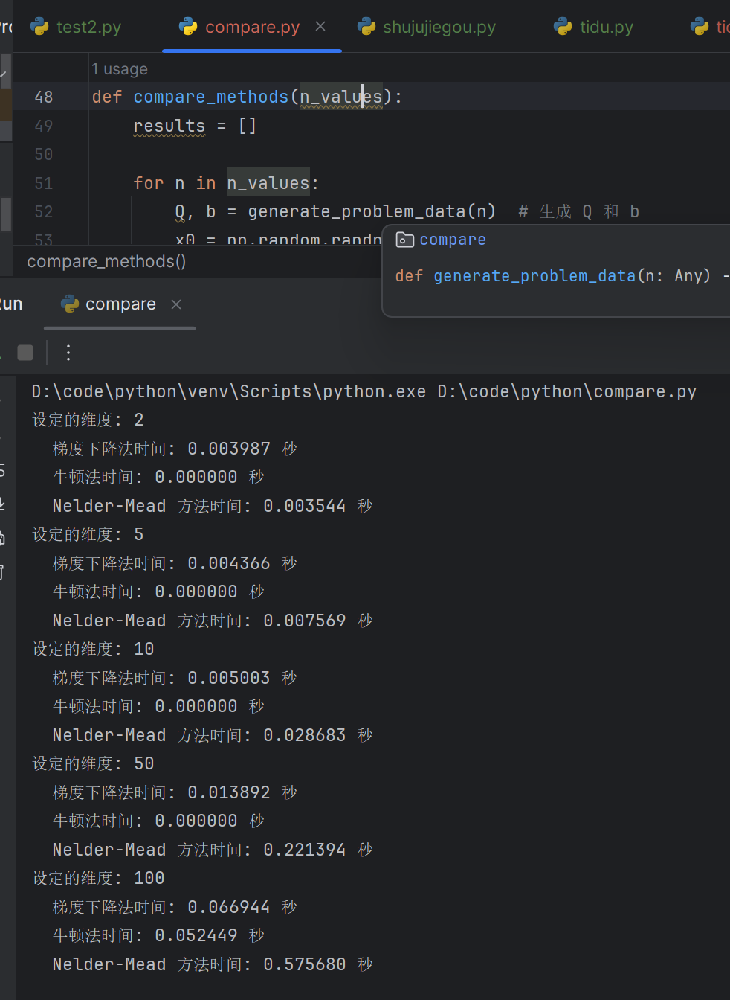 test2.py compare.py shujujiegou.py tidu.py
1 usage
48 def compare_methods(n_values):
49 results = []
50
51 for n in n_values:
52 Q, b = generate_problem_data(n) # 生成 Q 和 b
53 x0 = np.random.randn
compare
def generate_problem_data(n: Any) -
compare_methods()
compare
D:\code\python\venv\Scripts\python.exe D:\code\python\compare.py
设定的维度: 2
梯度下降法时间: 0.003987 秒
牛顿法时间: 0.000000 秒
Nelder-Mead 方法时间: 0.003544 秒
设定的维度: 5
梯度下降法时间: 0.004366 秒
牛顿法时间: 0.000000 秒
Nelder-Mead 方法时间: 0.007569 秒
设定的维度: 10
梯度下降法时间: 0.005003 秒
牛顿法时间: 0.000000 秒
Nelder-Mead 方法时间: 0.028683 秒
设定的维度: 50
梯度下降法时间: 0.013892 秒
牛顿法时间: 0.000000 秒
Nelder-Mead 方法时间: 0.221394 秒
设定的维度: 100
梯度下降法时间: 0.066944 秒
牛顿法时间: 0.052449 秒
Nelder-Mead 方法时间: 0.575680 秒